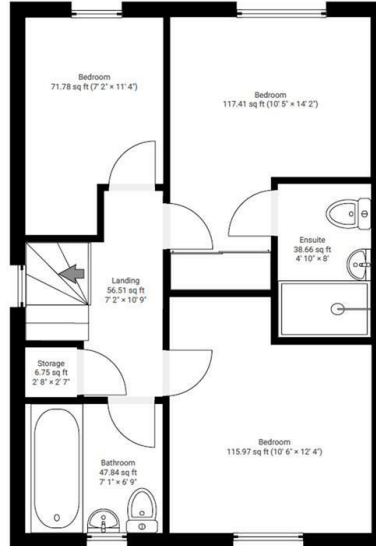 Bedroom
71.78 sq ft (7' 2" × 11' 4")
Bedroom
117.41 sq ft (10' 5" × 14' 2")
Ensuite
38.66 sq ft
4' 10" × 8'
Landing
56.51 sq ft
7' 2" × 10' 9"
Storage
6.75 sq ft
2' 8" × 2' 7"
Bathroom
47.84 sq ft
7' 1" × 6' 9"
Bedroom
115.97 sq ft (10' 6" × 12' 4")